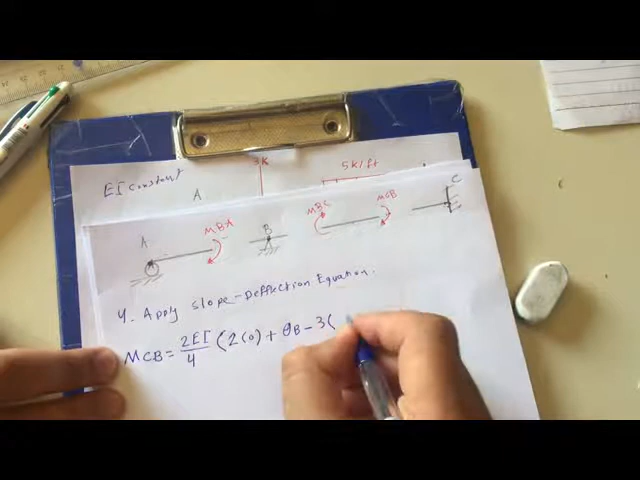 3K
5K/ft
EI constant
A
C
MBA
B
MBC
MCB
A
4. Apply slope-Defflection Equation.
MCB = 2EI/4 (2(0) + θB - 3(